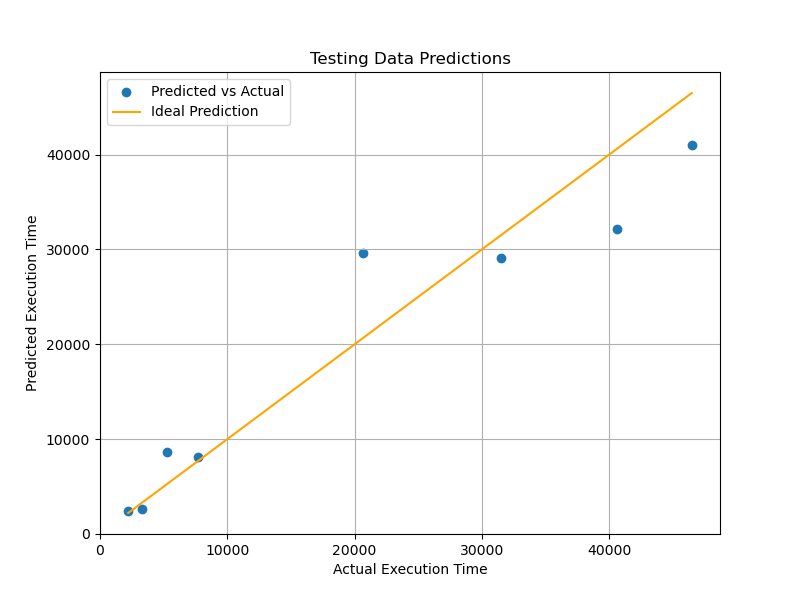 Testing Data Predictions
Predicted vs Actual
Ideal Prediction
Predicted Execution Time
40000
30000
20000
10000
0
0 10000 20000 30000 40000
Actual Execution Time